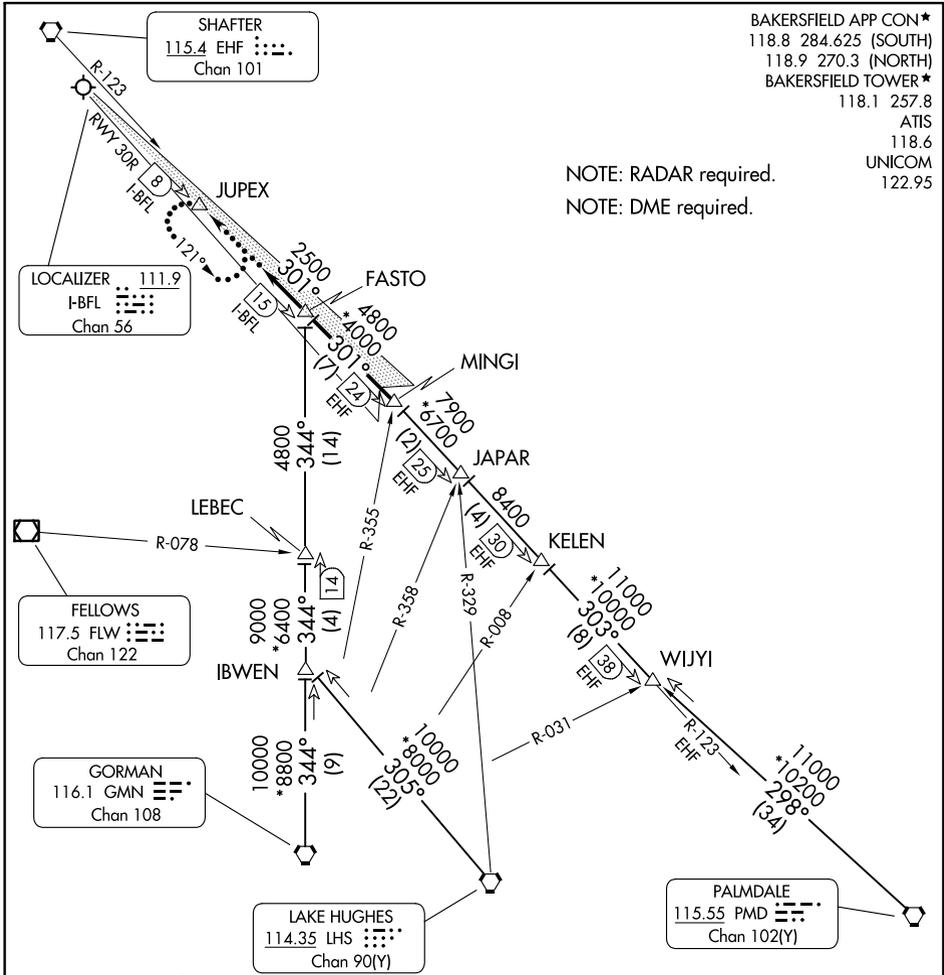 SHAFTER
115.4 EHF
Chan 101
BAKERSFIELD APP CON★
118.8 284.625 (SOUTH)
118.9 270.3 (NORTH)
BAKERSFIELD TOWER★
118.1 257.8
ATIS
118.6
UNICOM
122.95
NOTE: RADAR required.
NOTE: DME required.
R-123
RWY 30R
8
I-BFL
JUPEX
121°
LOCALIZER 111.9
I-BFL
Chan 56
2500
301°
15
I-BFL
FASTO
4800
*4000
301°
(7)
24
EHF
MINGI
7900
*6700
(2)
25
EHF
JAPAR
8400
(4)
30
EHF
KELEN
11000
*10000
303°
(8)
38
EHF
WIJYI
R-123
EHF
11000
*10200
298°
(34)
4800
344°
(14)
LEBEC
R-078
14
FELLOWS
117.5 FLW
Chan 122
9000
*6400
344°
(4)
IBWEN
R-355
R-358
R-329
R-008
R-031
10000
*8800
344°
(9)
10000
*8000
305°
(22)
GORMAN
116.1 GMN
Chan 108
LAKE HUGHES
114.35 LHS
Chan 90(Y)
PALMDALE
115.55 PMD
Chan 102(Y)